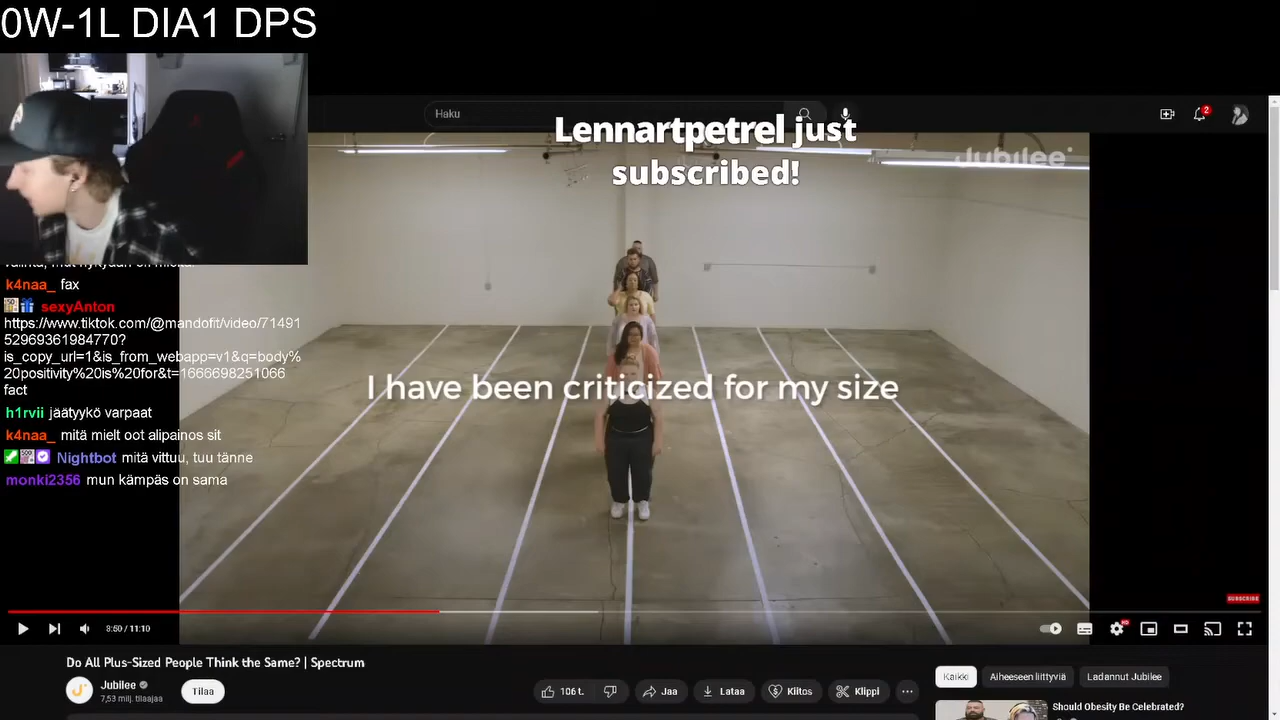 0W-1L DIA1 DPS
Haku
2
Lennartpetrel just
subscribed!
Jubilee
k4naa_ fax
sexyAnton
https://www.tiktok.com/@mandofit/video/71491
52969361984770?
is_copy_url=1&is_from_webapp=v1&q=body%
20positivity%20is%20for&t=1666698251066
fact
h1rvii jäätyykö varpaat
k4naa_ mitä mielt oot alipainos sit
Nightbot mitä vittuu, tuu tänne
monki2356 mun kämpäs on sama
I have been criticized for my size
SUBSCRIBE
3:50 / 11:10
HD
Do All Plus-Sized People Think the Same? | Spectrum
Jubilee
7,53 milj. tilaajaa
Tilaa
106 t.
Jaa
Lataa
Kiitos
Klippi
Kaikki
Aiheeseen liittyviä
Ladannut Jubilee
Should Obesity Be Celebrated?